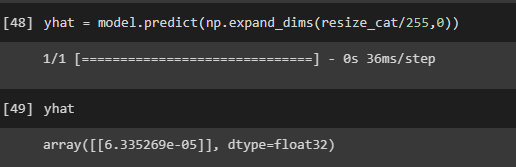 [48] yhat = model.predict(np.expand_dims(resize_cat/255,0))
1/1 [==============================] - 0s 36ms/step
[49] yhat
array([[6.335269e-05]], dtype=float32)